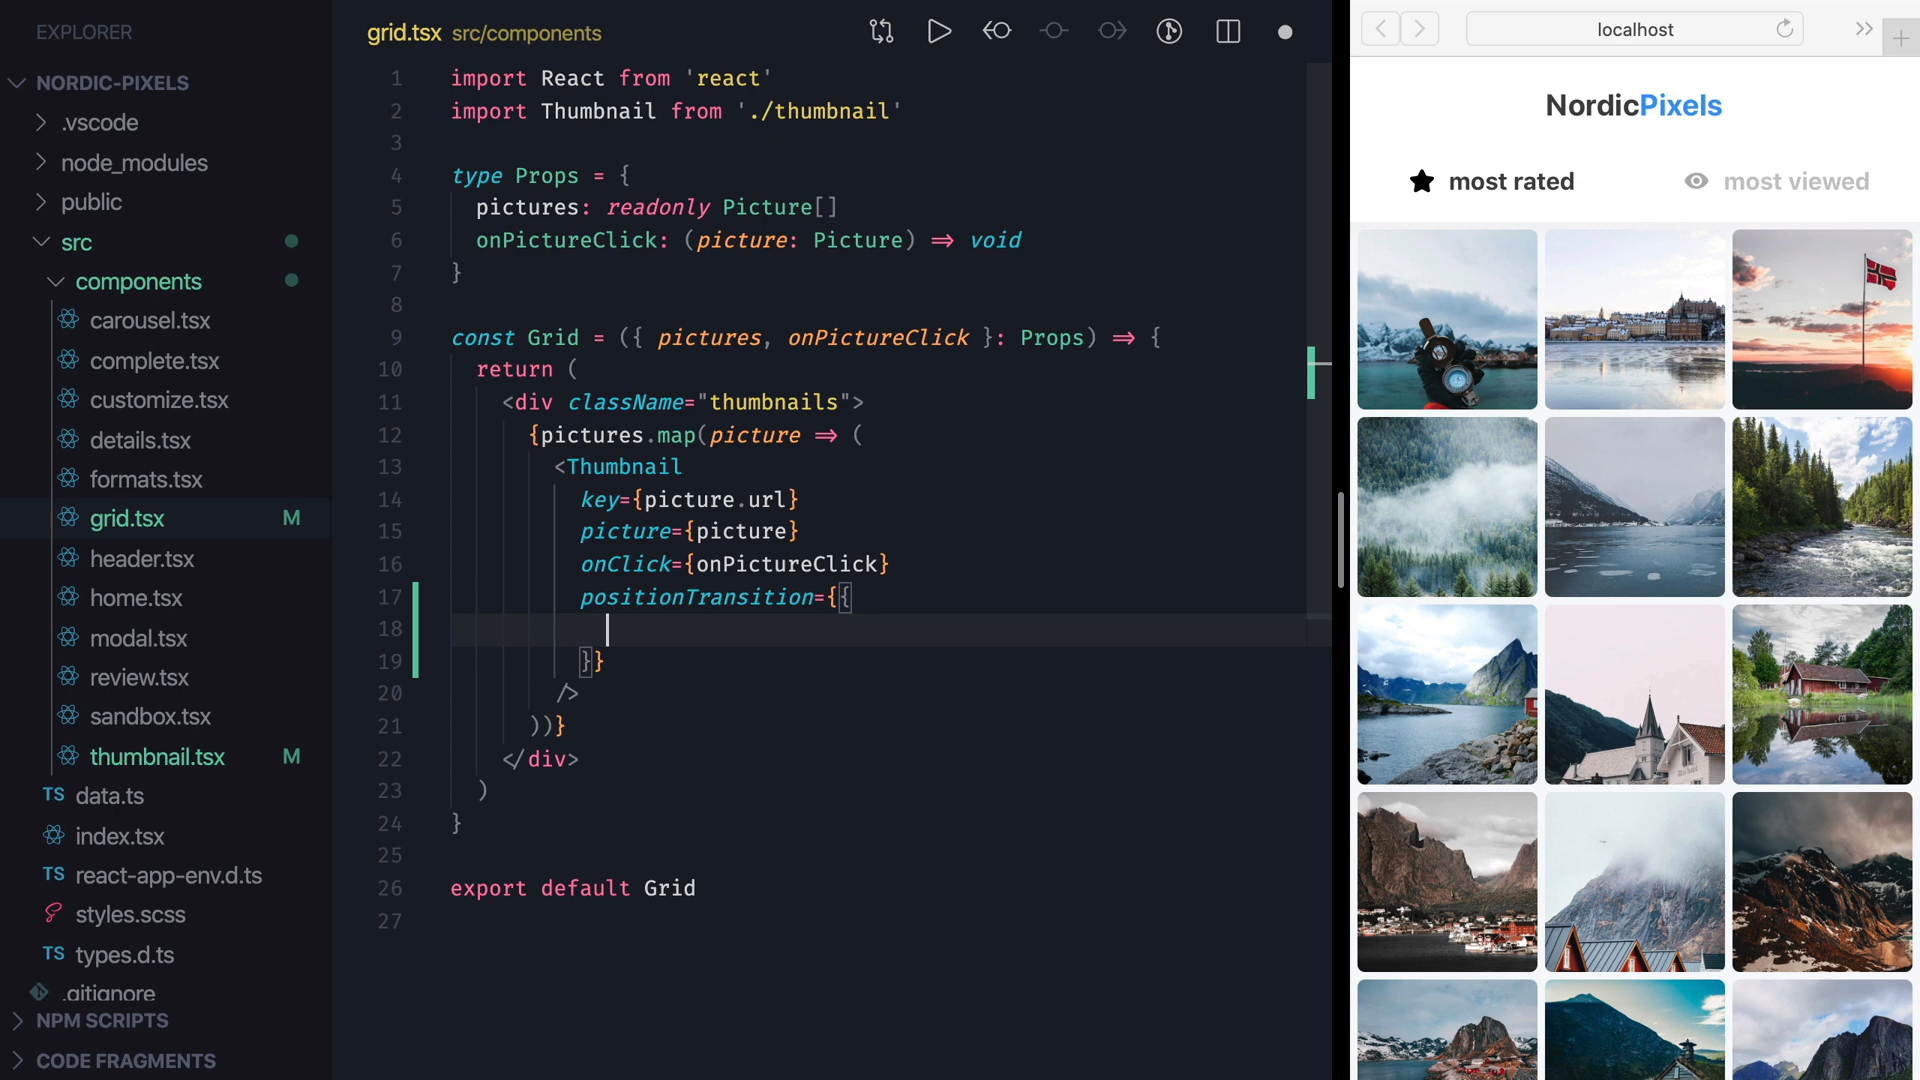 EXPLORER
NORDIC-PIXELS
.vscode
node_modules
public
src
components
carousel.tsx
complete.tsx
customize.tsx
details.tsx
formats.tsx
grid.tsx M
header.tsx
home.tsx
modal.tsx
review.tsx
sandbox.tsx
thumbnail.tsx M
TS data.ts
index.tsx
TS react-app-env.d.ts
styles.scss
TS types.d.ts
.gitignore
NPM SCRIPTS
CODE FRAGMENTS
grid.tsx src/components
1 import React from 'react'
2 import Thumbnail from './thumbnail'
3
4 type Props = {
5 pictures: readonly Picture[]
6 onPictureClick: (picture: Picture) => void
7 }
8
9 const Grid = ({ pictures, onPictureClick }: Props) => {
10 return (
11 <div className="thumbnails">
12 {pictures.map(picture => (
13 <Thumbnail
14 key={picture.url}
15 picture={picture}
16 onClick={onPictureClick}
17 positionTransition={{
18
19 }}
20 />
21 ))}
22 </div>
23 )
24 }
25
26 export default Grid
27
localhost
NordicPixels
most rated
most viewed